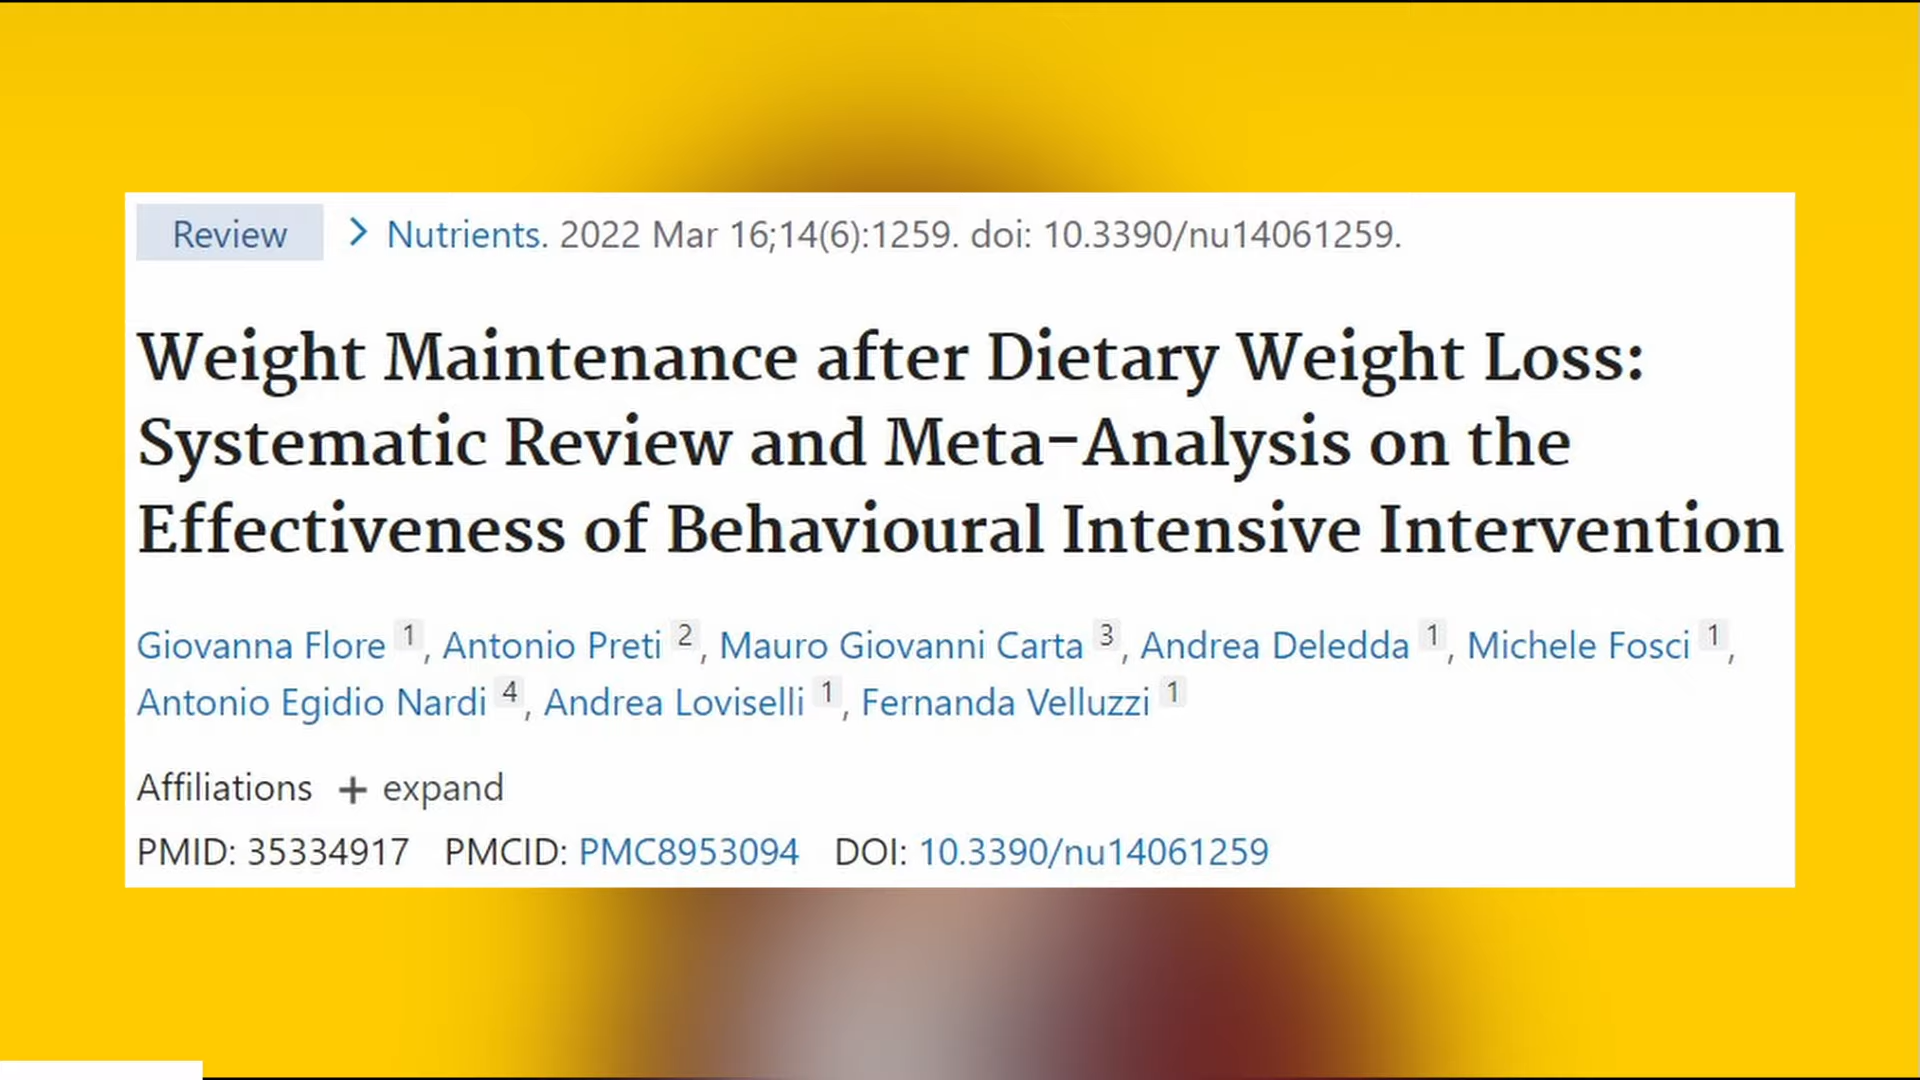 Review > Nutrients. 2022 Mar 16;14(6):1259. doi: 10.3390/nu14061259.
Weight Maintenance after Dietary Weight Loss:
Systematic Review and Meta-Analysis on the
Effectiveness of Behavioural Intensive Intervention
Giovanna Flore 1, Antonio Preti 2, Mauro Giovanni Carta 3, Andrea Deledda 1, Michele Fosci 1,
Antonio Egidio Nardi 4, Andrea Loviselli 1, Fernanda Velluzzi 1
Affiliations + expand
PMID: 35334917 PMCID: PMC8953094 DOI: 10.3390/nu14061259